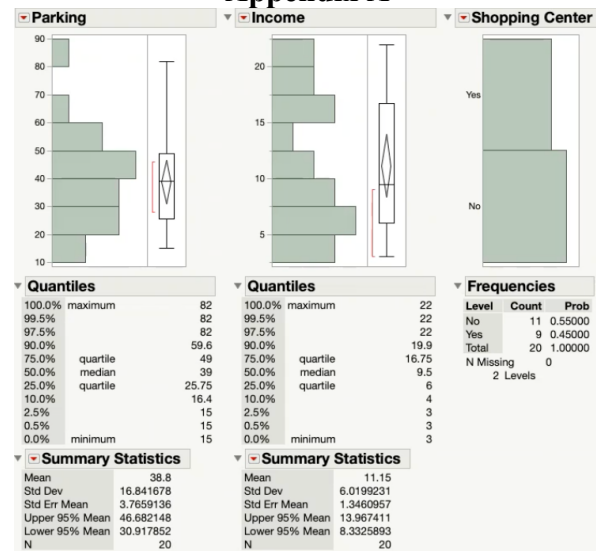 Parking
90
80
70
60
50
40
30
20
10
Quantiles
100.0% maximum 82
99.5% 82
97.5% 82
90.0% 59.6
75.0% quartile 49
50.0% median 39
25.0% quartile 25.75
10.0% 16.4
2.5% 15
0.5% 15
0.0% minimum 15
Summary Statistics
Mean 38.8
Std Dev 16.841678
Std Err Mean 3.7659136
Upper 95% Mean 46.682148
Lower 95% Mean 30.917852
N 20
Income
20
15
10
5
Quantiles
100.0% maximum 22
99.5% 22
97.5% 22
90.0% 19.9
75.0% quartile 16.75
50.0% median 9.5
25.0% quartile 6
10.0% 4
2.5% 3
0.5% 3
0.0% minimum 3
Summary Statistics
Mean 11.15
Std Dev 6.0199231
Std Err Mean 1.3460957
Upper 95% Mean 13.967411
Lower 95% Mean 8.3325893
N 20
Shopping Center
Yes
No
Frequencies
Level Count Prob
No 11 0.55000
Yes 9 0.45000
Total 20 1.00000
N Missing 0
2 Levels